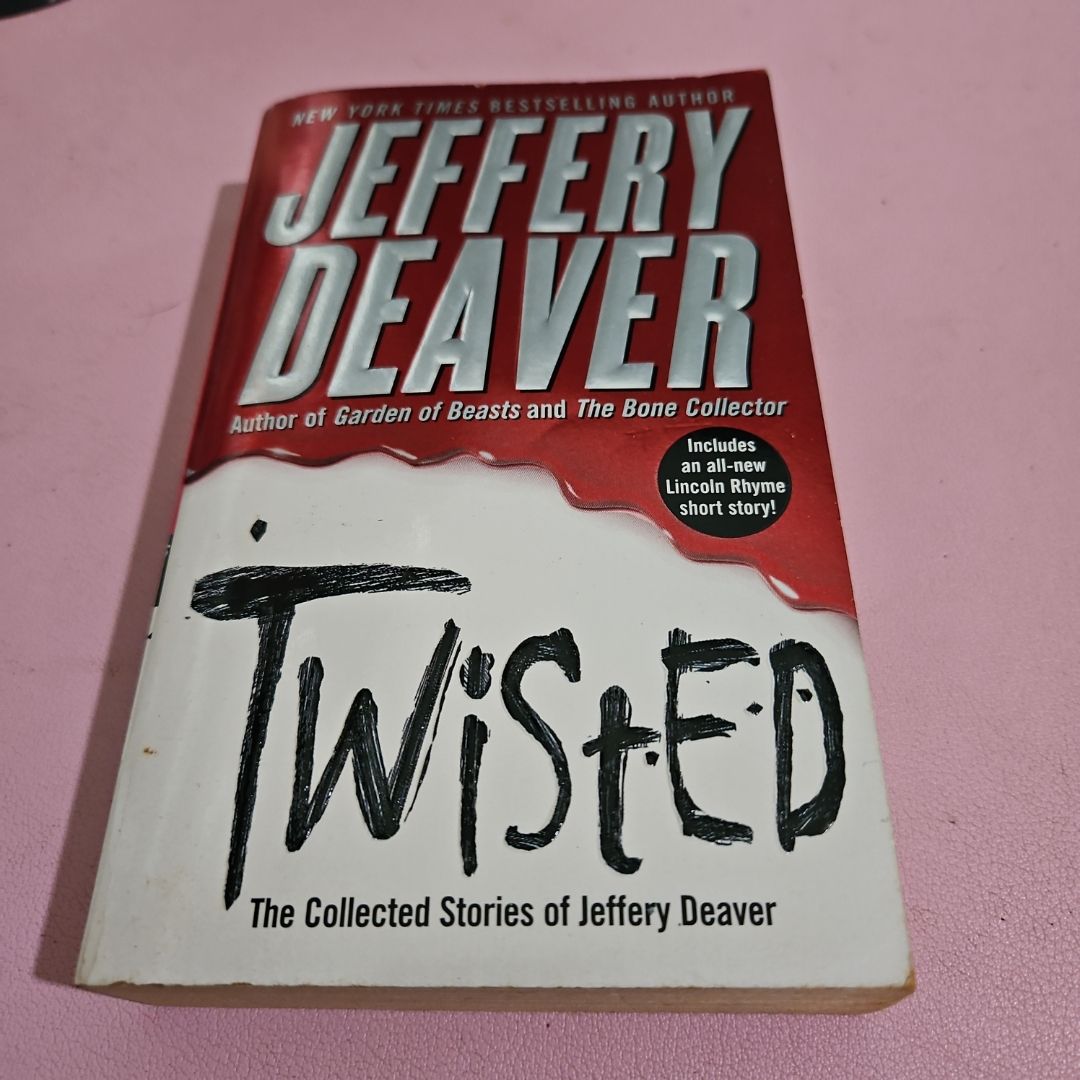 NEW YORK TIMES BESTSELLING AUTHOR
JEFFERY
DEAVER
Author of Garden of Beasts and The Bone Collector
Includes
an all-new
Lincoln Rhyme
short story!
TWiStED
The Collected Stories of Jeffery Deaver